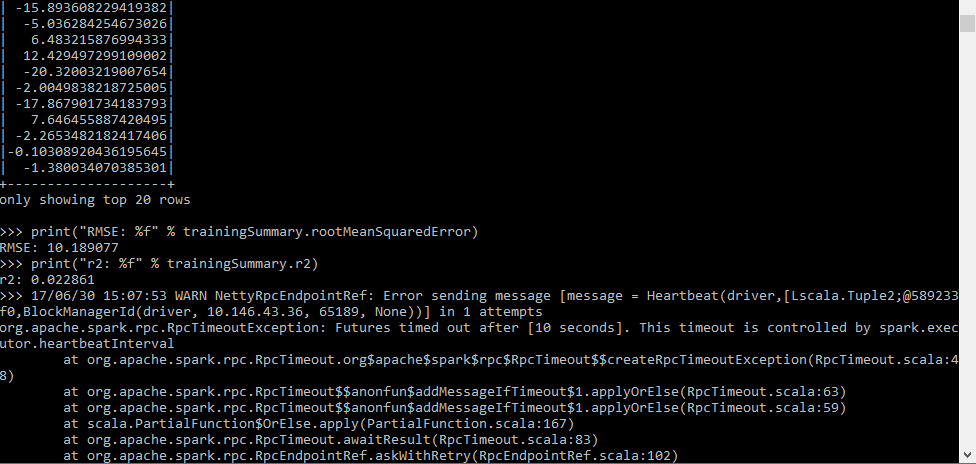 | -15.893608229419382|
|  -5.036284254673026|
|   6.483215876994333|
|  12.429497299109002|
|  -20.32003219007654|
| -2.0049838218725005|
| -17.867901734183793|
|   7.646455887420495|
| -2.2653482182417406|
|-0.10308920436195645|
|  -1.380034070385301|
+--------------------+
only showing top 20 rows
>>> print("RMSE: %f" % trainingSummary.rootMeanSquaredError)
RMSE: 10.189077
>>> print("r2: %f" % trainingSummary.r2)
r2: 0.022861
>>> 17/06/30 15:07:53 WARN NettyRpcEndpointRef: Error sending message [message = Heartbeat(driver,[Lscala.Tuple2;@589233
f0,BlockManagerId(driver, 10.146.43.36, 65189, None))] in 1 attempts
org.apache.spark.rpc.RpcTimeoutException: Futures timed out after [10 seconds]. This timeout is controlled by spark.exec
utor.heartbeatInterval
        at org.apache.spark.rpc.RpcTimeout.org$apache$spark$rpc$RpcTimeout$$createRpcTimeoutException(RpcTimeout.scala:4
8)
        at org.apache.spark.rpc.RpcTimeout$$anonfun$addMessageIfTimeout$1.applyOrElse(RpcTimeout.scala:63)
        at org.apache.spark.rpc.RpcTimeout$$anonfun$addMessageIfTimeout$1.applyOrElse(RpcTimeout.scala:59)
        at scala.PartialFunction$OrElse.apply(PartialFunction.scala:167)
        at org.apache.spark.rpc.RpcTimeout.awaitResult(RpcTimeout.scala:83)
        at org.apache.spark.rpc.RpcEndpointRef.askWithRetry(RpcEndpointRef.scala:102)